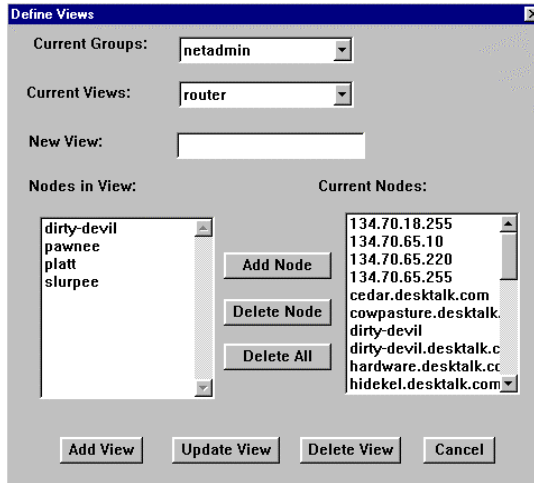 Define Views
Current Groups: netadmin
Current Views: router
New View:
Nodes in View: Current Nodes:
dirty-devil
pawnee
platt
slurpee
Add Node
Delete Node
Delete All
134.70.18.255
134.70.65.10
134.70.65.220
134.70.65.255
cedar.desktalk.com
cowpasture.desktalk.
dirty-devil
dirty-devil.desktalk.c
hardware.desktalk.cc
hidekel.desktalk.com
Add View Update View Delete View Cancel